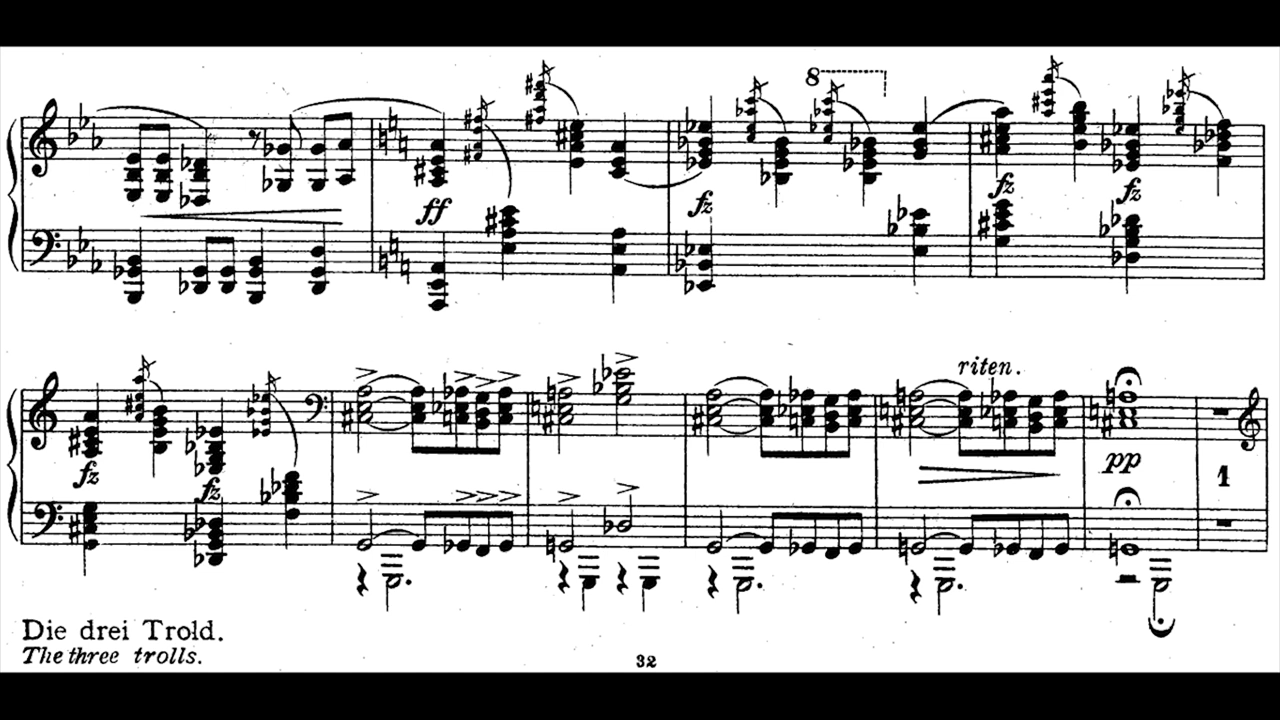 8
ff
fz
fz
fz
riten.
fz
fz
pp
1
Die drei Trold.
The three trolls.
32